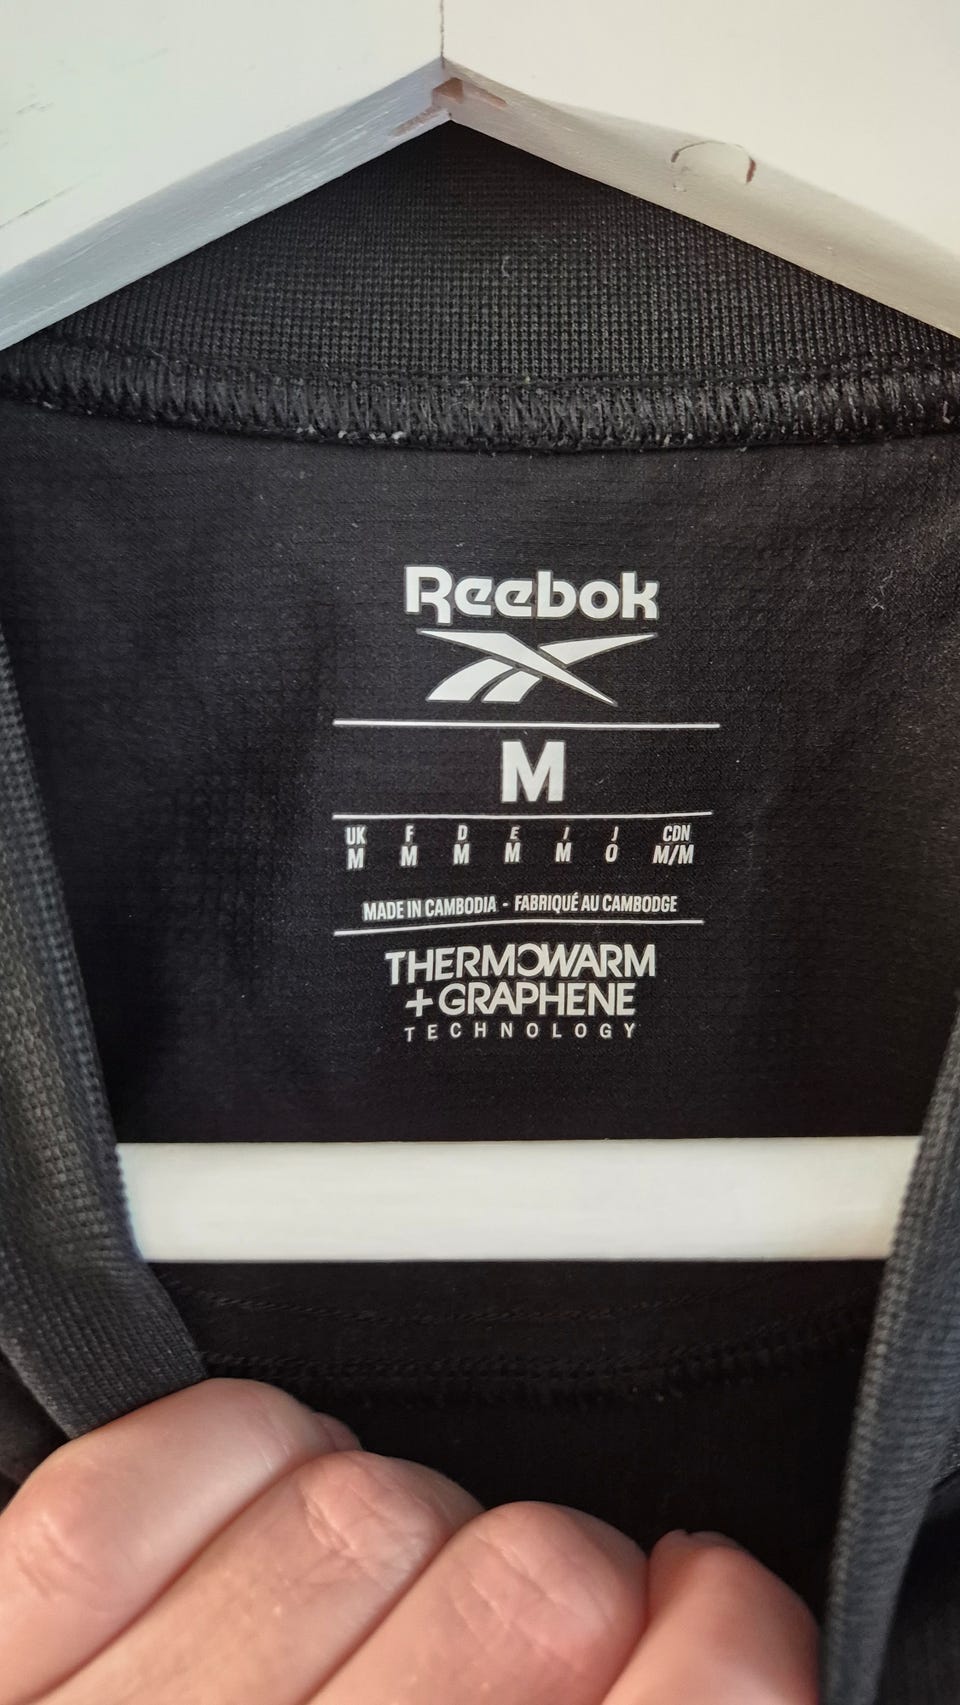 Reebok
M
UK F D E I J CDN
M M M M M O M/M
MADE IN CAMBODIA - FABRIQUÉ AU CAMBODGE
THERMOWARM
+GRAPHENE
TECHNOLOGY